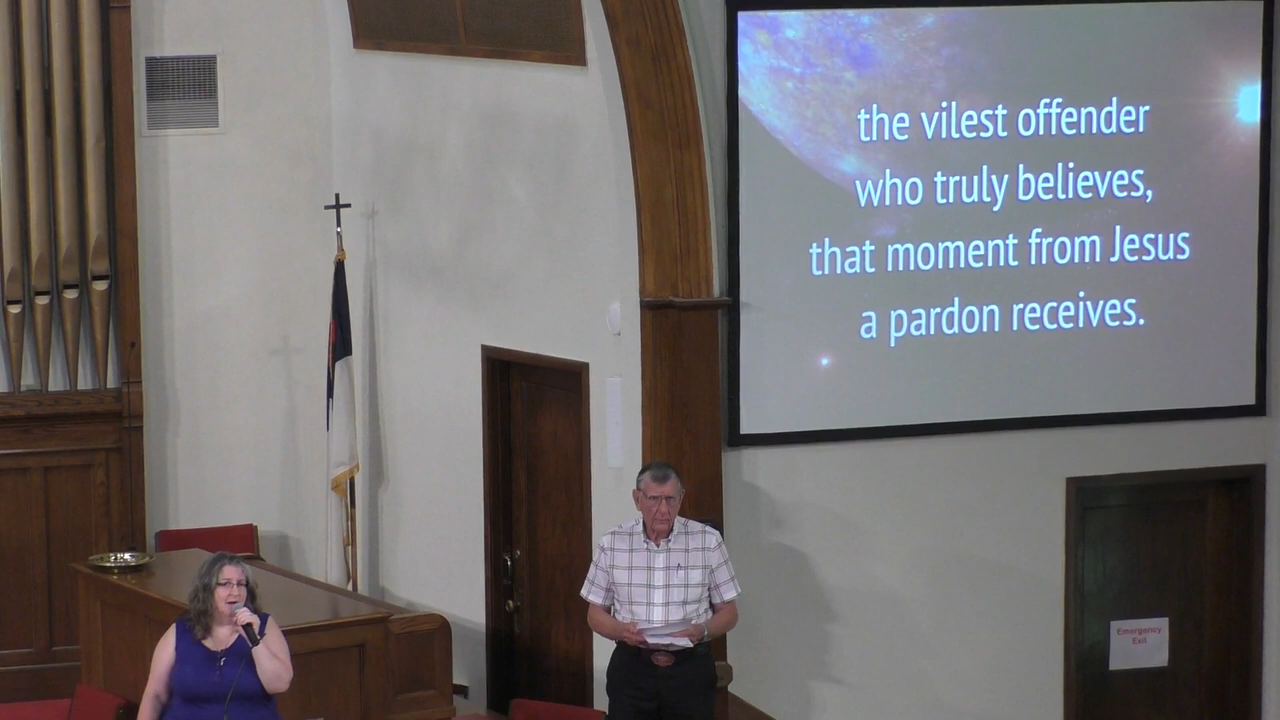 the vilest offender
who truly believes,
that moment from Jesus
a pardon receives.
Emergency
Exit